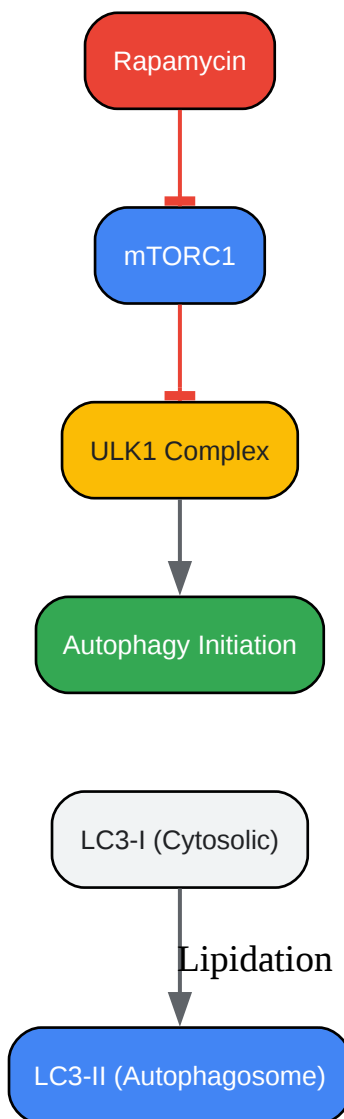 Rapamycin
mTORC1
ULK1 Complex
Autophagy Initiation
LC3-I (Cytosolic)
Lipidation
LC3-II (Autophagosome)